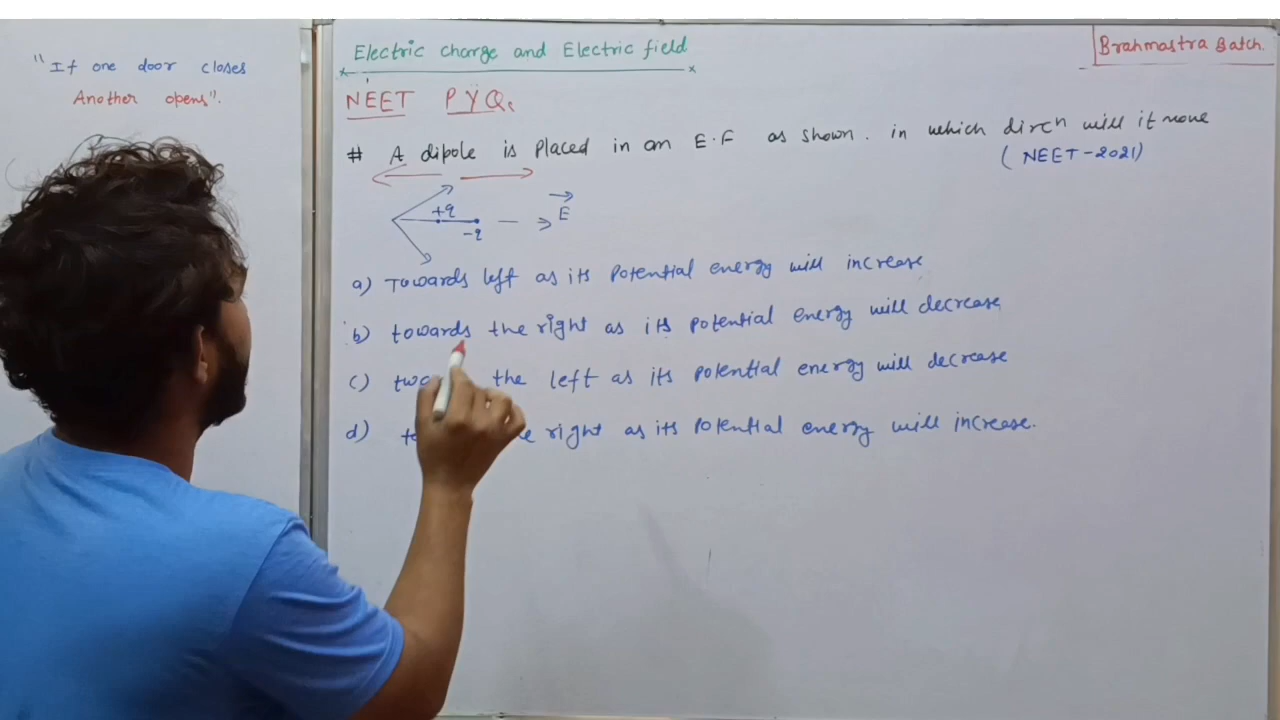 "If one door closes
Another opens".
Electric charge and Electric field
Brahmastra Batch.
NEET PYQs
# A dipole is placed in an E.F as shown. in which dircn will it move
(NEET-2021)
+q
-q
E
a) Towards left as its potential energy will increase
b) towards the right as its potential energy will decrease
c) the left as its potential energy will decrease
d) right as its potential energy will increase.